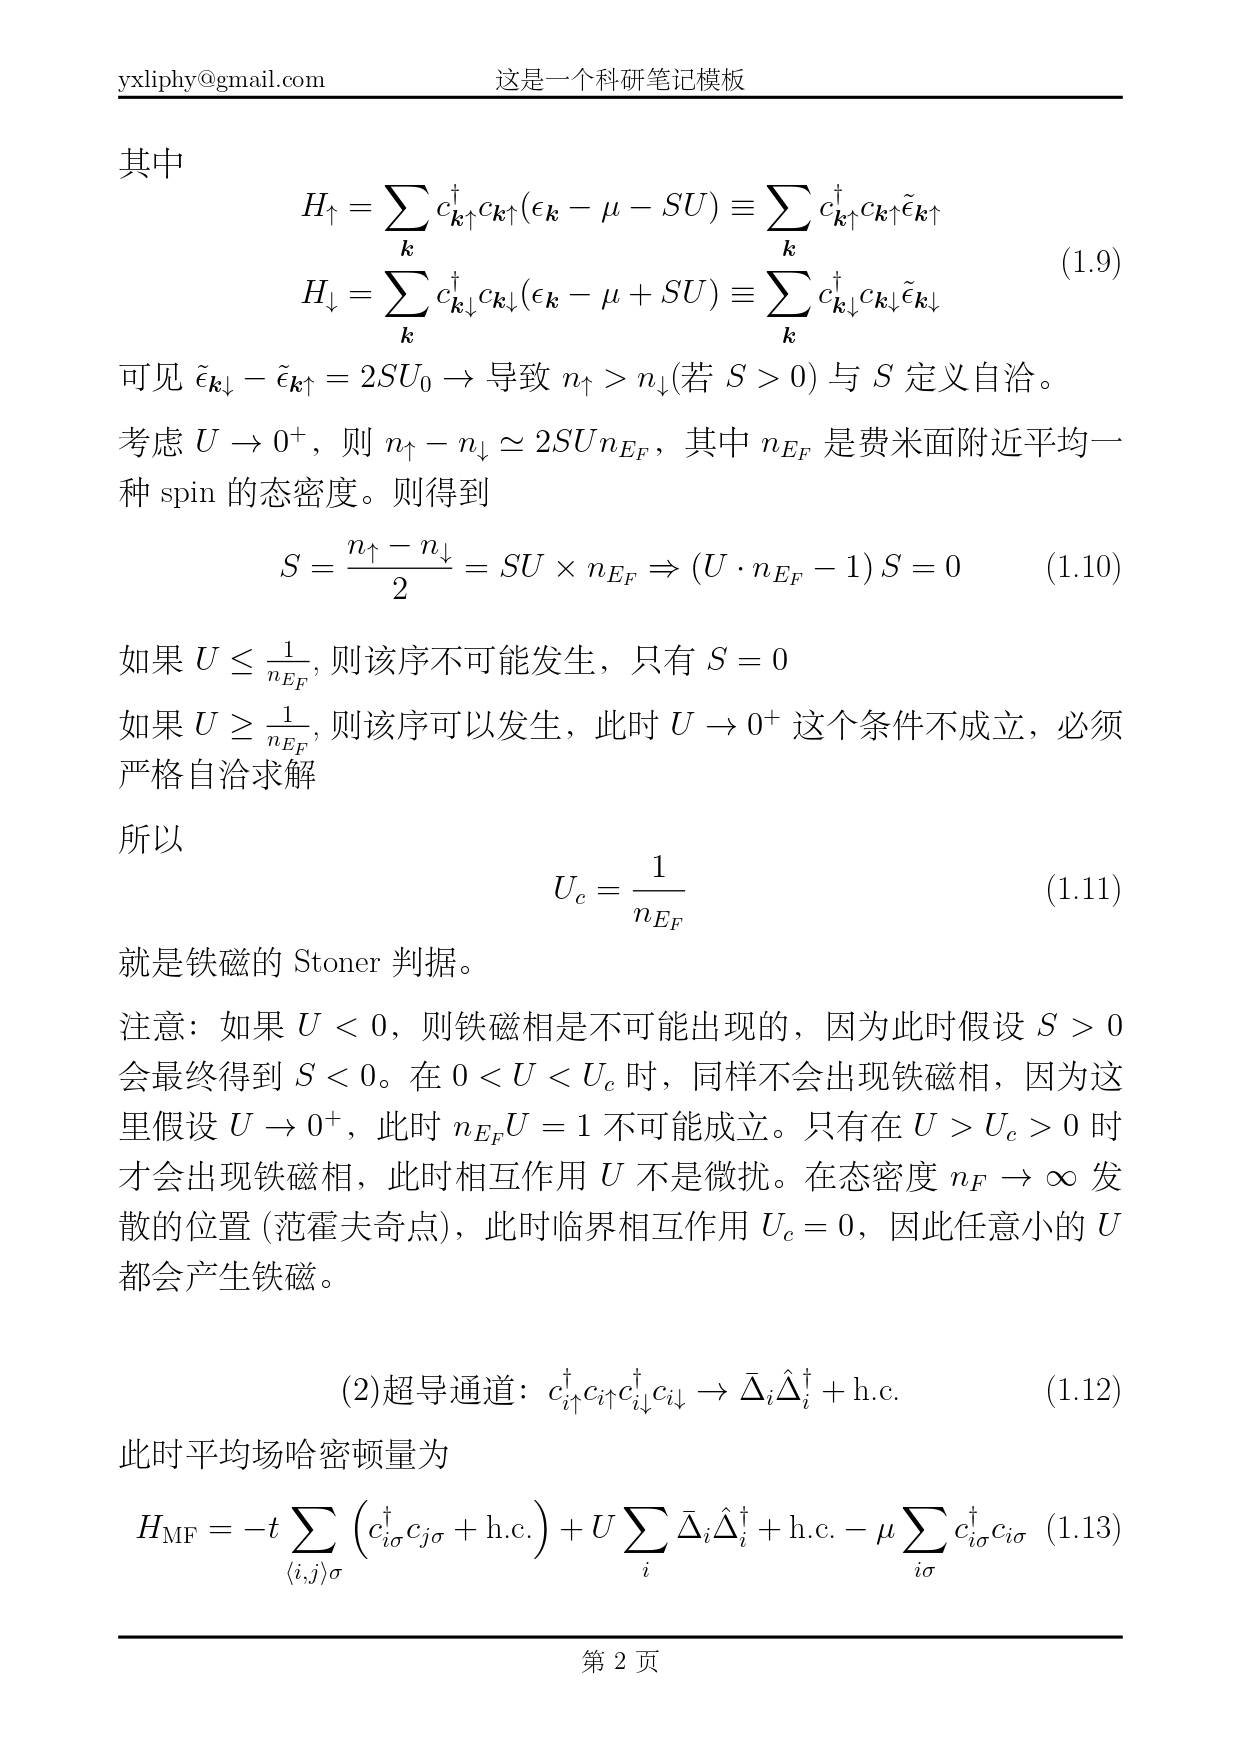 yxliphy@gmail.com 这是一个科研笔记模板
其中
$H_{\uparrow} = \sum_{\boldsymbol{k}} c^{\dagger}_{\boldsymbol{k}\uparrow} c_{\boldsymbol{k}\uparrow} (\epsilon_{\boldsymbol{k}} - \mu - SU) \equiv \sum_{\boldsymbol{k}} c^{\dagger}_{\boldsymbol{k}\uparrow} c_{\boldsymbol{k}\uparrow} \tilde{\epsilon}_{\boldsymbol{k}\uparrow}$
(1.9)
$H_{\downarrow} = \sum_{\boldsymbol{k}} c^{\dagger}_{\boldsymbol{k}\downarrow} c_{\boldsymbol{k}\downarrow} (\epsilon_{\boldsymbol{k}} - \mu + SU) \equiv \sum_{\boldsymbol{k}} c^{\dagger}_{\boldsymbol{k}\downarrow} c_{\boldsymbol{k}\downarrow} \tilde{\epsilon}_{\boldsymbol{k}\downarrow}$
可见 $\tilde{\epsilon}_{\boldsymbol{k}\downarrow} - \tilde{\epsilon}_{\boldsymbol{k}\uparrow} = 2SU_0 \to$ 导致 $n_{\uparrow} > n_{\downarrow}$(若 $S > 0$) 与 $S$ 定义自洽。
考虑 $U \to 0^+$，则 $n_{\uparrow} - n_{\downarrow} \simeq 2SUn_{E_F}$，其中 $n_{E_F}$ 是费米面附近平均一
种 spin 的态密度。则得到
$S = \frac{n_{\uparrow} - n_{\downarrow}}{2} = SU \times n_{E_F} \Rightarrow (U \cdot n_{E_F} - 1) S = 0$ (1.10)
如果 $U \leq \frac{1}{n_{E_F}}$, 则该序不可能发生，只有 $S = 0$
如果 $U \geq \frac{1}{n_{E_F}}$, 则该序可以发生，此时 $U \to 0^+$ 这个条件不成立，必须
严格自洽求解
所以
$U_c = \frac{1}{n_{E_F}}$ (1.11)
就是铁磁的 Stoner 判据。
注意：如果 $U < 0$，则铁磁相是不可能出现的，因为此时假设 $S > 0$
会最终得到 $S < 0$。在 $0 < U < U_c$ 时，同样不会出现铁磁相，因为这
里假设 $U \to 0^+$，此时 $n_{E_F}U = 1$ 不可能成立。只有在 $U > U_c > 0$ 时
才会出现铁磁相，此时相互作用 $U$ 不是微扰。在态密度 $n_F \to \infty$ 发
散的位置 (范霍夫奇点)，此时临界相互作用 $U_c = 0$，因此任意小的 $U$
都会产生铁磁。
(2)超导通道：$c^{\dagger}_{i\uparrow} c_{i\uparrow} c^{\dagger}_{i\downarrow} c_{i\downarrow} \to \bar{\Delta}_i \hat{\Delta}^{\dagger}_i + \text{h.c.}$ (1.12)
此时平均场哈密顿量为
$H_{\text{MF}} = -t \sum_{\langle i,j \rangle \sigma} \left( c^{\dagger}_{i\sigma} c_{j\sigma} + \text{h.c.} \right) + U \sum_i \bar{\Delta}_i \hat{\Delta}^{\dagger}_i + \text{h.c.} - \mu \sum_{i\sigma} c^{\dagger}_{i\sigma} c_{i\sigma}$ (1.13)
第 2 页